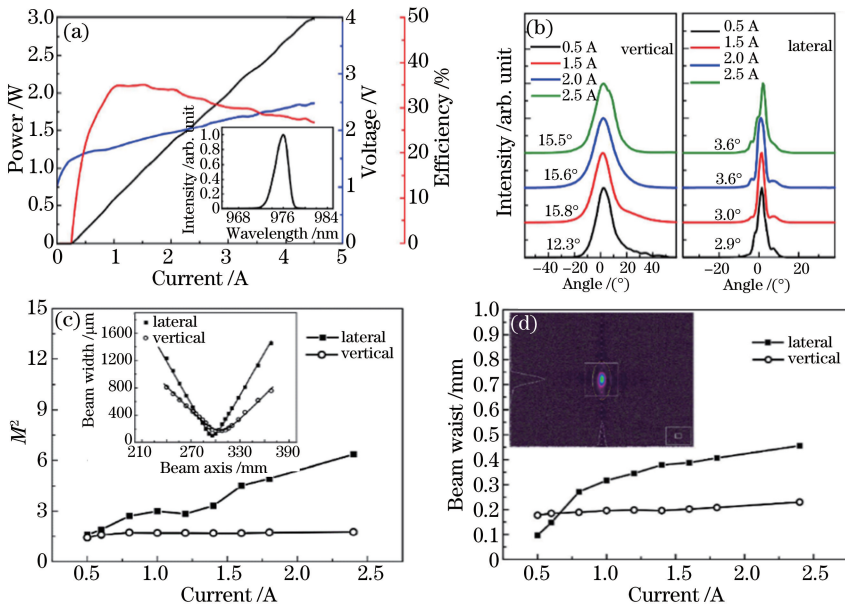 (a)
3.0
2.5
2.0
1.5
1.0
0.5
0
Power /W
0 1 2 3 4 5
Current /A
4
3
2
1
0
Voltage /V
50
40
30
20
10
0
Efficiency /%
Intensity /arb. unit
1.0
0.8
0.6
0.4
0.2
0
968 976 984
Wavelength /nm
(b)
Intensity /arb. unit
0.5 A
1.5 A
2.0 A
2.5 A
vertical
15.5°
15.6°
15.8°
12.3°
−40 −20 0 20 40
Angle /(°)
0.5 A
1.5 A
2.0 A
2.5 A
lateral
3.6°
3.6°
3.0°
2.9°
−20 0 20
Angle /(°)
(c)
15
12
9
6
3
0
M²
0.5 1.0 1.5 2.0 2.5
Current /A
lateral
vertical
Beam width /μm
1600
1200
800
400
0
lateral
vertical
210 270 330 390
Beam axis /mm
(d)
1.0
0.9
0.8
0.7
0.6
0.5
0.4
0.3
0.2
0.1
0
Beam waist /mm
lateral
vertical
0.5 1.0 1.5 2.0 2.5
Current /A